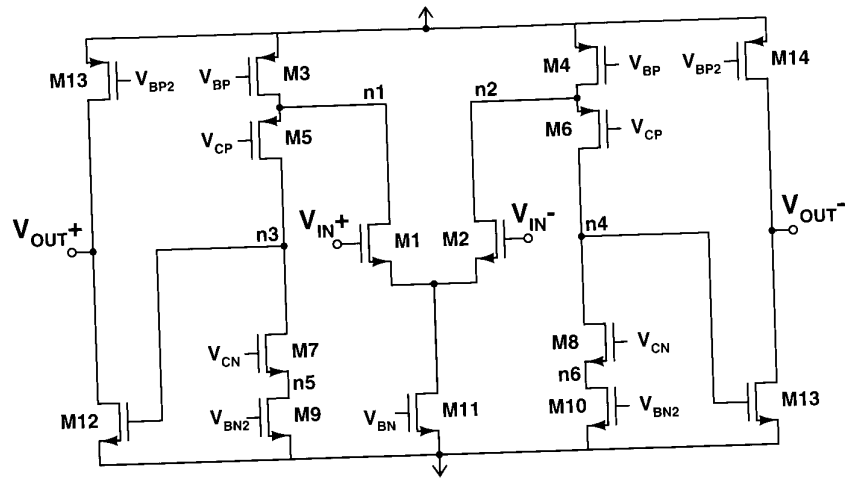 M13
V_BP2
V_BP
M3
M4
V_BP
V_BP2
M14
n1
n2
M5
V_CP
M6
V_CP
V_OUT+
n3
V_IN+
M1
M2
V_IN-
n4
V_OUT-
V_CN
M7
M8
V_CN
n5
n6
M12
V_BN2
M9
V_BN
M11
M10
V_BN2
M13